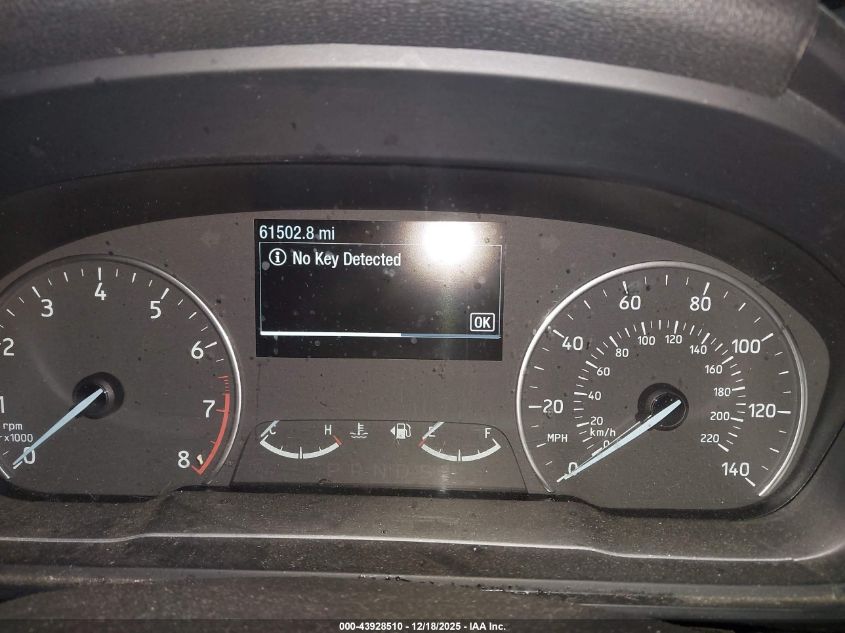 61502.8 mi
No Key Detected
OK
1 2 3 4 5 6 7 8
0
rpm
x1000
C H
E F
0 20 40 60 80 100 120 140
MPH
0 20 40 60 80 100 120 140 160 180 200 220
km/h
000-43928510 - 12/18/2025 - IAA Inc.